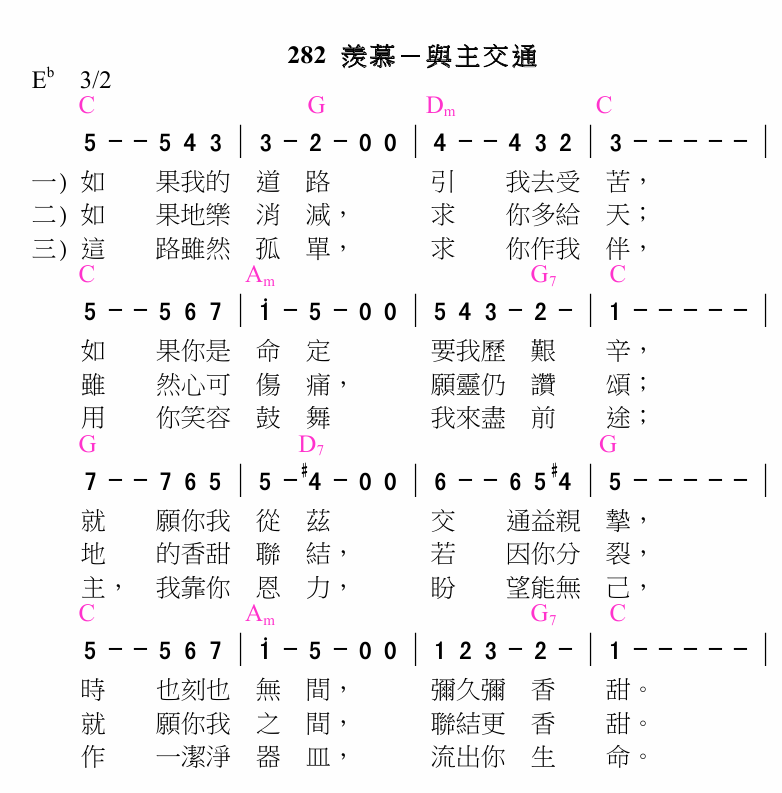 282 羨慕－與主交通
E♭ 3/2
C G Dm C
5 - - 5 4 3 | 3 - 2 - 0 0 | 4 - - 4 3 2 | 3 - - - - - |
一) 如 果我的 道 路 引 我去受 苦，
二) 如 果地樂 消 減， 求 你多給 天；
三) 這 路雖然 孤 單， 求 你作我 伴，
C Am G7 C
5 - - 5 6 7 | i - 5 - 0 0 | 5 4 3 - 2 - | 1 - - - - - |
如 果你是 命 定 要我歷 艱 辛，
雖 然心可 傷 痛， 願靈仍 讚 頌；
用 你笑容 鼓 舞 我來盡 前 途；
G D7 G
7 - - 7 6 5 | 5 - #4 - 0 0 | 6 - - 6 5 #4 | 5 - - - - - |
就 願你我 從 茲 交 通益親 摯，
地 的香甜 聯 結， 若 因你分 裂，
主， 我靠你 恩 力， 盼 望能無 己，
C Am G7 C
5 - - 5 6 7 | i - 5 - 0 0 | 1 2 3 - 2 - | 1 - - - - - |
時 也刻也 無 間， 彌久彌 香 甜。
就 願你我 之 間， 聯結更 香 甜。
作 一潔淨 器 皿， 流出你 生 命。